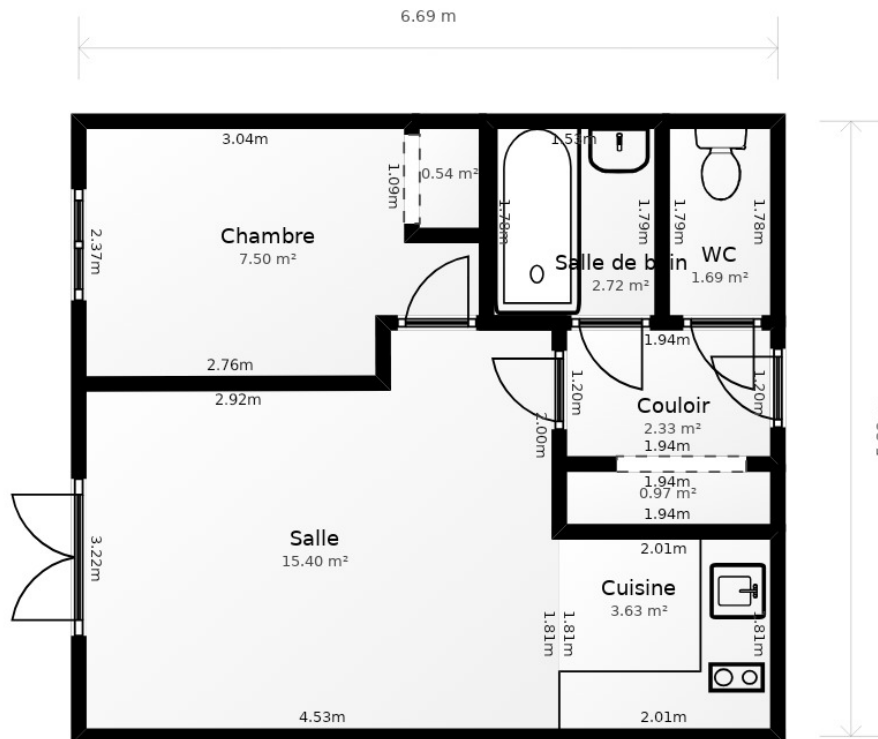 6.69 m
3.04m
1.53m
1.09m
0.54 m²
1.78m
1.79m
1.79m
1.78m
2.37m
Chambre
7.50 m²
Salle de b in
2.72 m²
WC
1.69 m²
2.76m
2.92m
1.94m
1.20m
1.20m
Couloir
2.33 m²
1.94m
2.00m
1.94m
0.97 m²
1.94m
3.22m
Salle
15.40 m²
2.01m
Cuisine
3.63 m²
1.81m
1.81m
1.81m
4.53m
2.01m